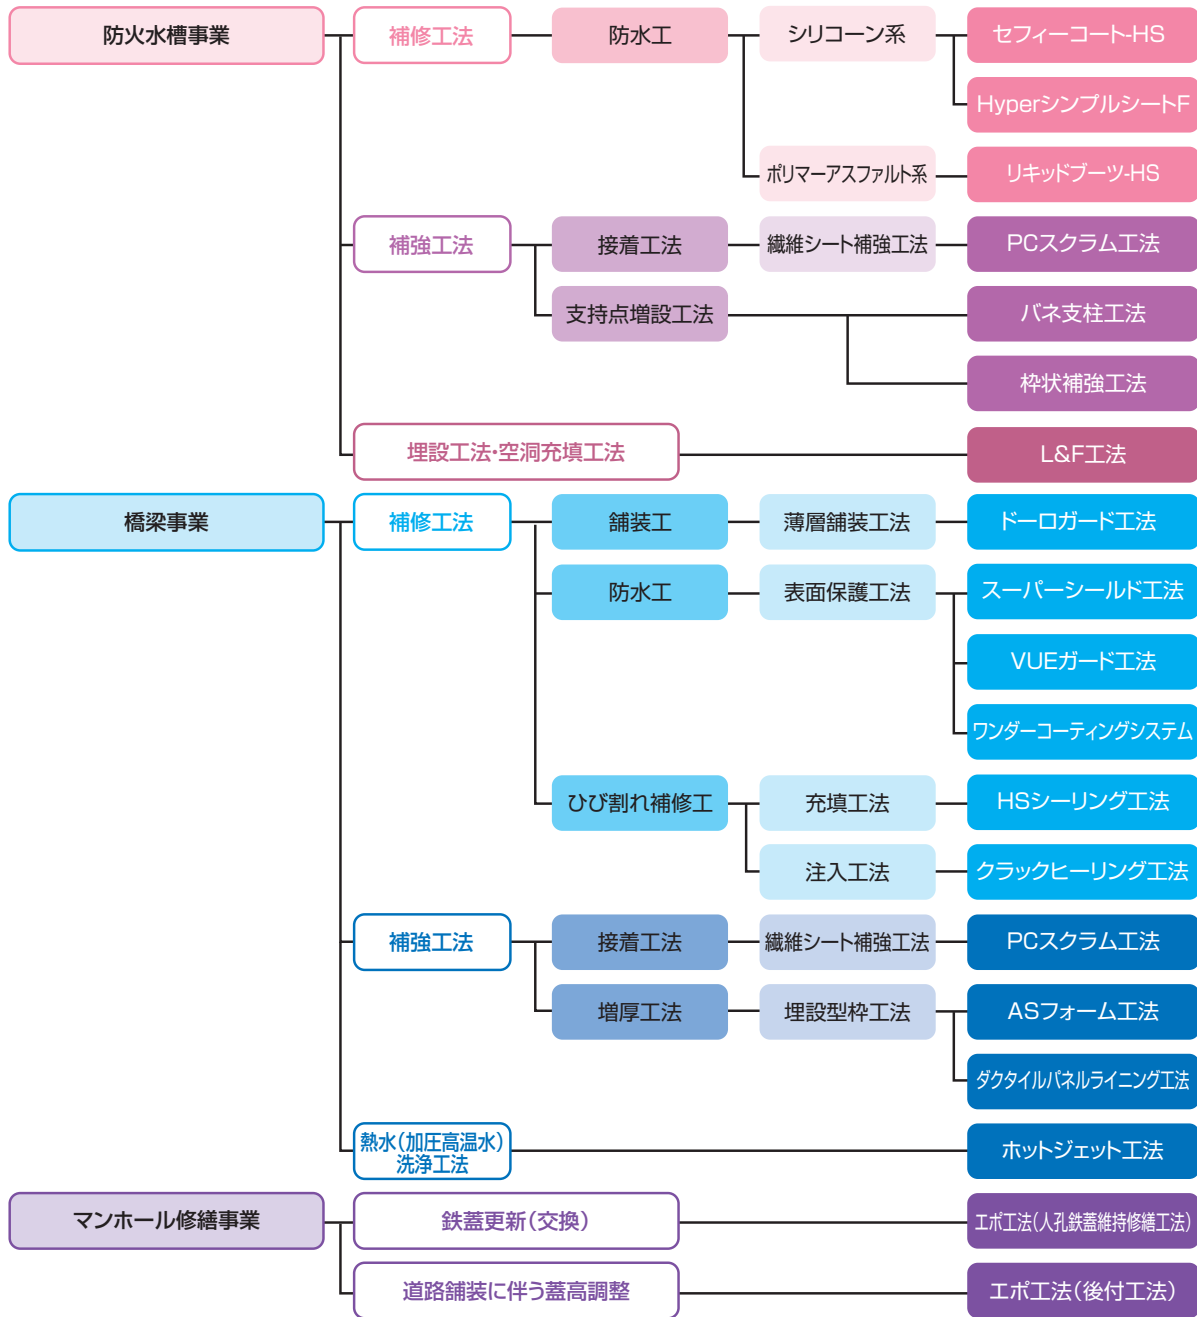 防火水槽事業
補修工法
防水工
シリコーン系
セフィーコート-HS
HyperシンプルシートF
ポリマーアスファルト系
リキッドブーツ-HS
補強工法
接着工法
繊維シート補強工法
PCスクラム工法
支持点増設工法
バネ支柱工法
枠状補強工法
埋設工法・空洞充填工法
L&F工法
橋梁事業
補修工法
舗装工
薄層舗装工法
ドーロガード工法
防水工
表面保護工法
スーパーシールド工法
VUEガード工法
ワンダーコーティングシステム
ひび割れ補修工
充填工法
HSシーリング工法
注入工法
クラックヒーリング工法
補強工法
接着工法
繊維シート補強工法
PCスクラム工法
増厚工法
埋設型枠工法
ASフォーム工法
ダクタイルパネルライニング工法
熱水(加圧高温水)
洗浄工法
ホットジェット工法
マンホール修繕事業
鉄蓋更新(交換)
エポ工法(人孔鉄蓋維持修繕工法)
道路舗装に伴う蓋高調整
エポ工法(後付工法)